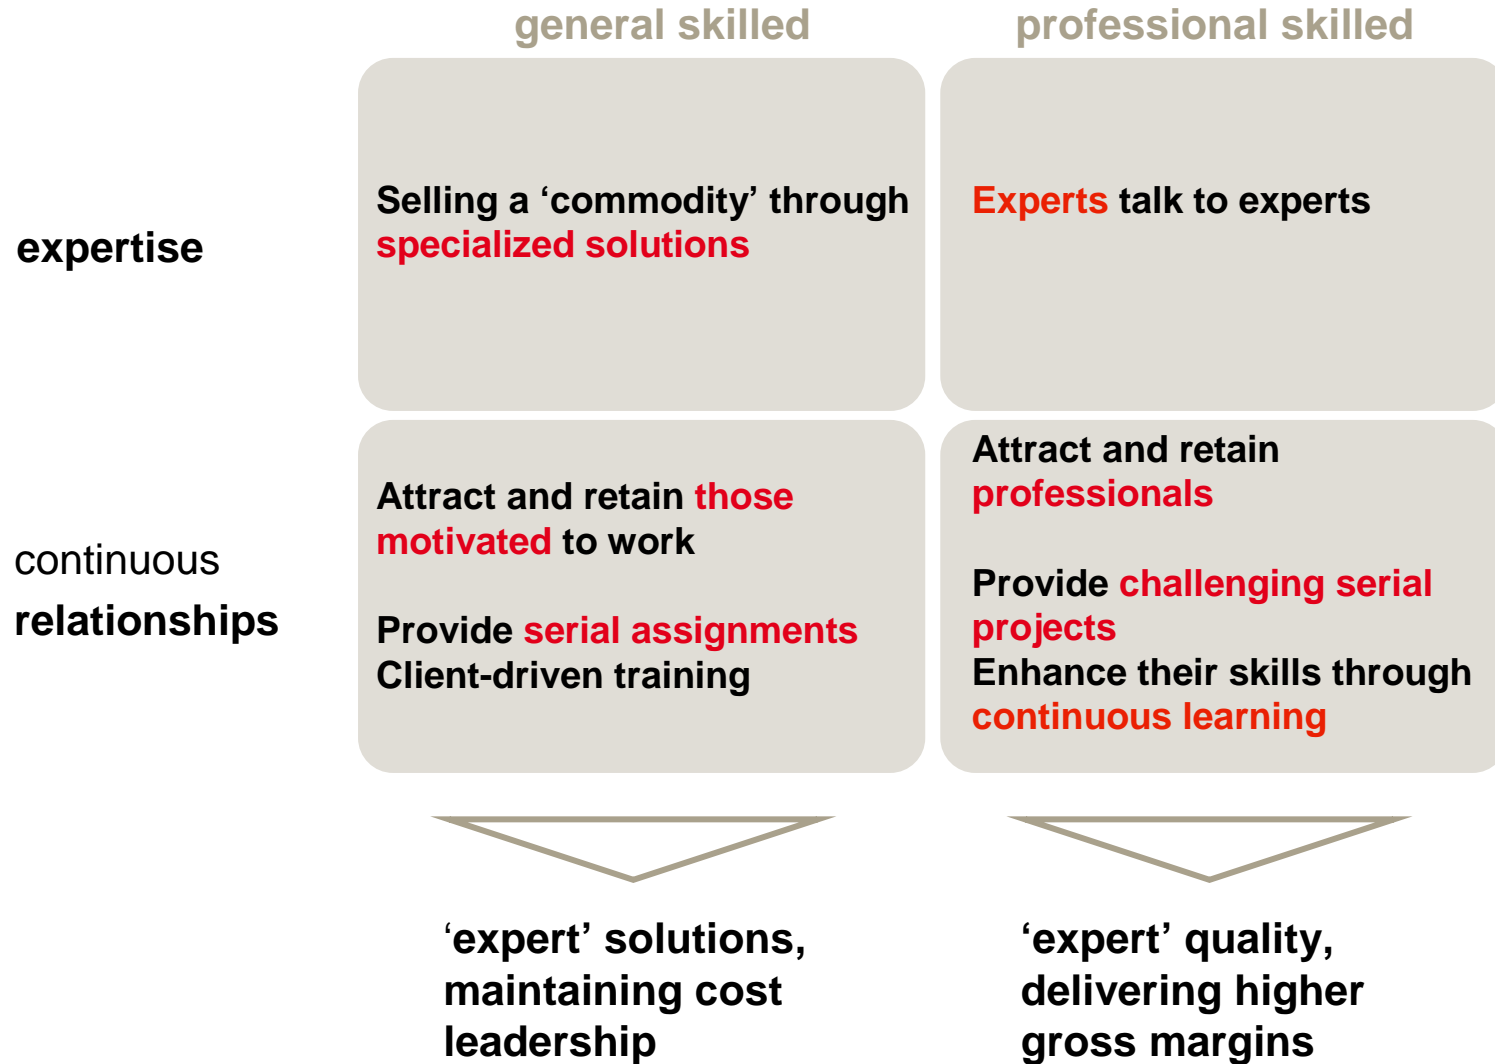 general skilled
professional skilled
expertise
Selling a ‘commodity’ through
specialized solutions
Experts talk to experts
continuous
relationships
Attract and retain those
motivated to work
Provide serial assignments
Client-driven training
Attract and retain
professionals
Provide challenging serial
projects
Enhance their skills through
continuous learning
‘expert’ solutions,
maintaining cost
leadership
‘expert’ quality,
delivering higher
gross margins